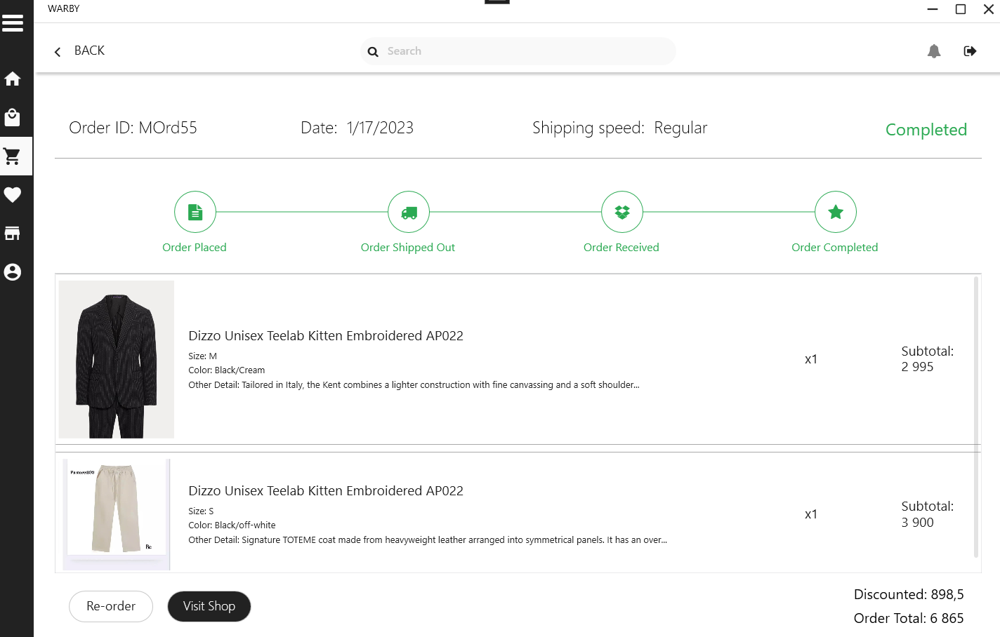 WARBY
BACK
Search
Order ID: MOrd55
Date: 1/17/2023
Shipping speed: Regular
Completed
Order Placed
Order Shipped Out
Order Received
Order Completed
Dizzo Unisex Teelab Kitten Embroidered AP022
Size: M
Color: Black/Cream
Other Detail: Tailored in Italy, the Kent combines a lighter construction with fine canvassing and a soft shoulder...
x1
Subtotal:
2 995
Dizzo Unisex Teelab Kitten Embroidered AP022
Size: S
Color: Black/off-white
Other Detail: Signature TOTEME coat made from heavyweight leather arranged into symmetrical panels. It has an over...
x1
Subtotal:
3 900
Re-order
Visit Shop
Discounted: 898,5
Order Total: 6 865